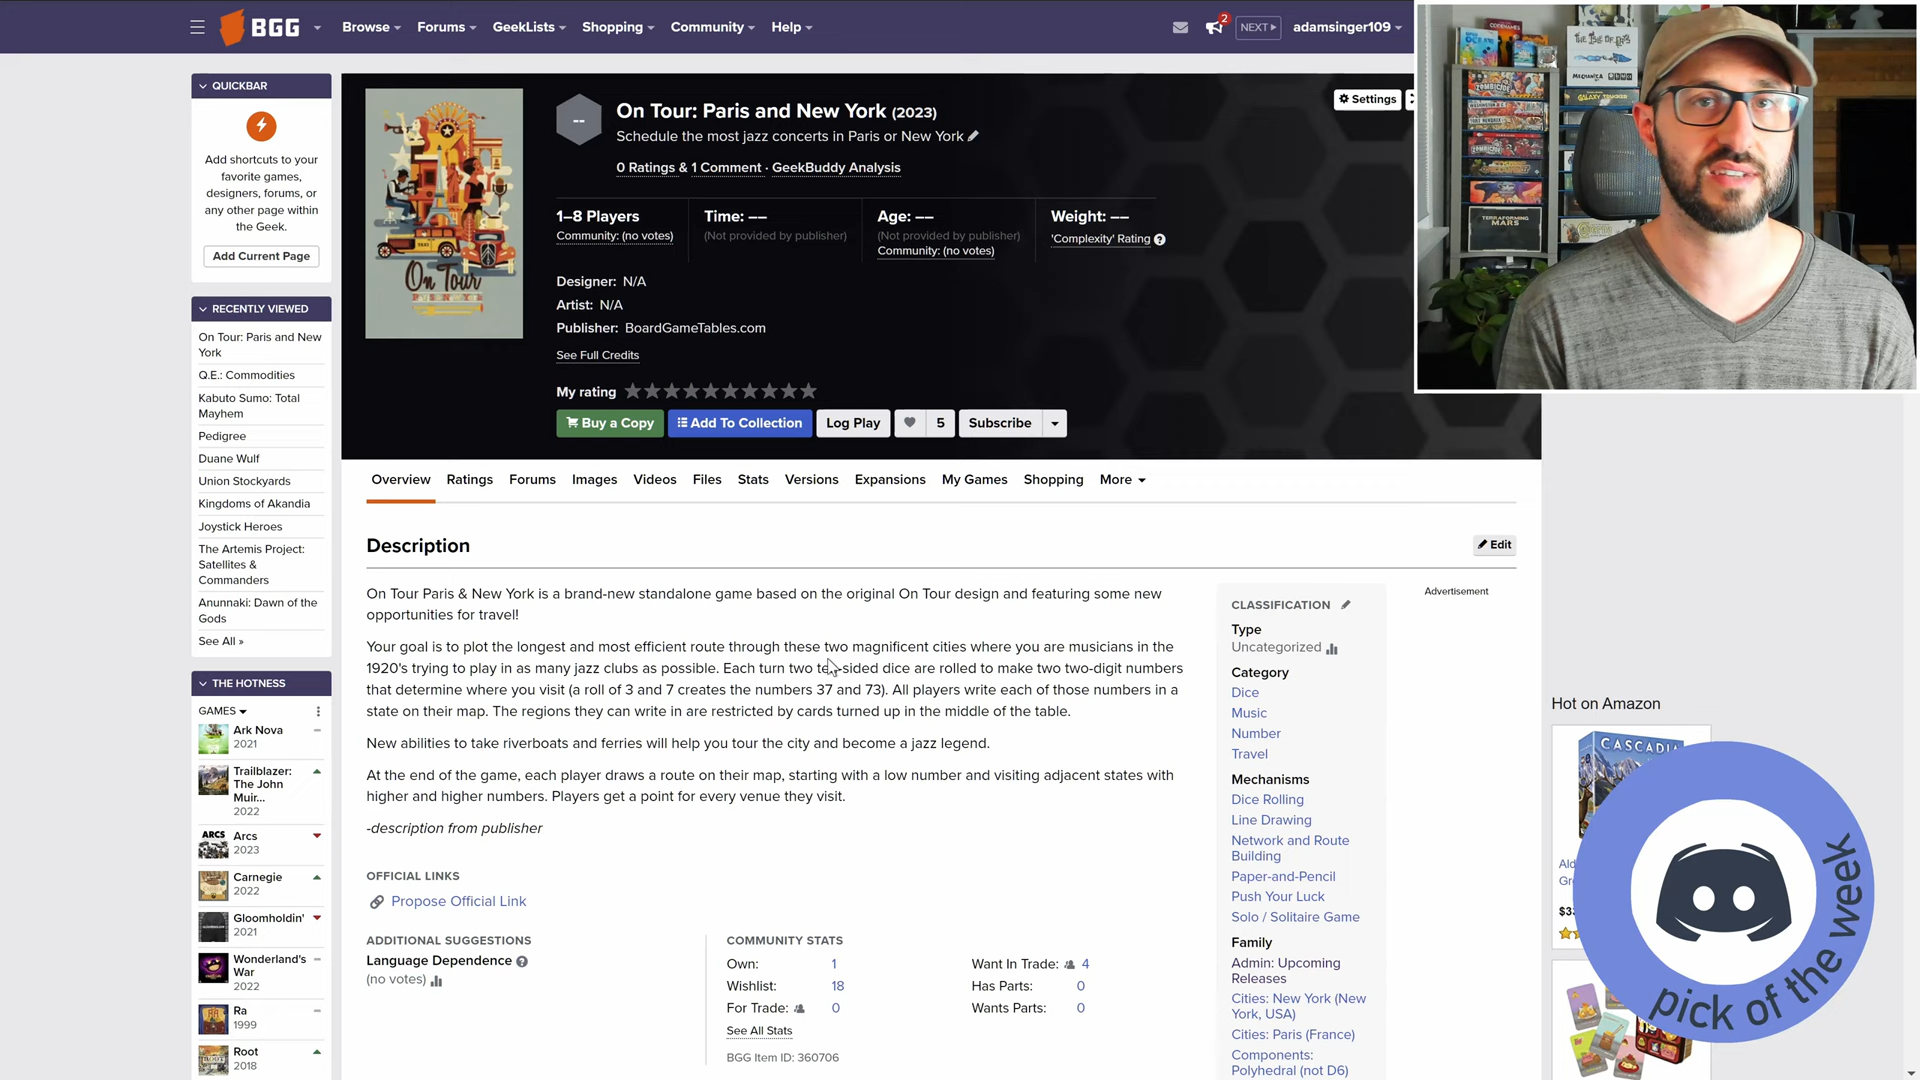 BGG
Browse
Forums
GeekLists
Shopping
Community
Help
2
NEXT
adamsinger109
QUICKBAR
Add shortcuts to your
favorite games,
designers, forums, or
any other page within
the Geek.
Add Current Page
RECENTLY VIEWED
On Tour: Paris and New
York
Q.E.: Commodities
Kabuto Sumo: Total
Mayhem
Pedigree
Duane Wulf
Union Stockyards
Kingdoms of Akandia
Joystick Heroes
The Artemis Project:
Satellites &
Commanders
Anunnaki: Dawn of the
Gods
See All »
THE HOTNESS
GAMES
Ark Nova
2021
Trailblazer:
The John
Muir...
2022
ARCS
Arcs
2023
Carnegie
2022
Gloomholdin'
2021
Wonderland's
War
2022
Ra
1999
Root
2018
On Tour
--
On Tour: Paris and New York (2023)
Schedule the most jazz concerts in Paris or New York
0 Ratings & 1 Comment · GeekBuddy Analysis
Settings
1–8 Players
Community: (no votes)
Time: ––
(Not provided by publisher)
Age: ––
(Not provided by publisher)
Community: (no votes)
Weight: ––
'Complexity' Rating
Designer: N/A
Artist: N/A
Publisher: BoardGameTables.com
See Full Credits
My rating
Buy a Copy
Add To Collection
Log Play
5
Subscribe
Overview
Ratings
Forums
Images
Videos
Files
Stats
Versions
Expansions
My Games
Shopping
More
Description
Edit
On Tour Paris & New York is a brand-new standalone game based on the original On Tour design and featuring some new
opportunities for travel!
Your goal is to plot the longest and most efficient route through these two magnificent cities where you are musicians in the
1920's trying to play in as many jazz clubs as possible. Each turn two ten-sided dice are rolled to make two two-digit numbers
that determine where you visit (a roll of 3 and 7 creates the numbers 37 and 73). All players write each of those numbers in a
state on their map. The regions they can write in are restricted by cards turned up in the middle of the table.
New abilities to take riverboats and ferries will help you tour the city and become a jazz legend.
At the end of the game, each player draws a route on their map, starting with a low number and visiting adjacent states with
higher and higher numbers. Players get a point for every venue they visit.
-description from publisher
OFFICIAL LINKS
Propose Official Link
ADDITIONAL SUGGESTIONS
Language Dependence
(no votes)
COMMUNITY STATS
Own: 1
Wishlist: 18
For Trade: 0
Want In Trade: 4
Has Parts: 0
Wants Parts: 0
See All Stats
BGG Item ID: 360706
CLASSIFICATION
Type
Uncategorized
Category
Dice
Music
Number
Travel
Mechanisms
Dice Rolling
Line Drawing
Network and Route
Building
Paper-and-Pencil
Push Your Luck
Solo / Solitaire Game
Family
Admin: Upcoming
Releases
Cities: New York (New
York, USA)
Cities: Paris (France)
Components:
Polyhedral (not D6)
Advertisement
Hot on Amazon
CASCADIA
pick of the week
CODENAMES
THE ISLE OF CATS
MECHANICA
ZOMBICIDE
GALAXY TRUCKER
ZOMBICIDE
TERRAFORMING
MARS